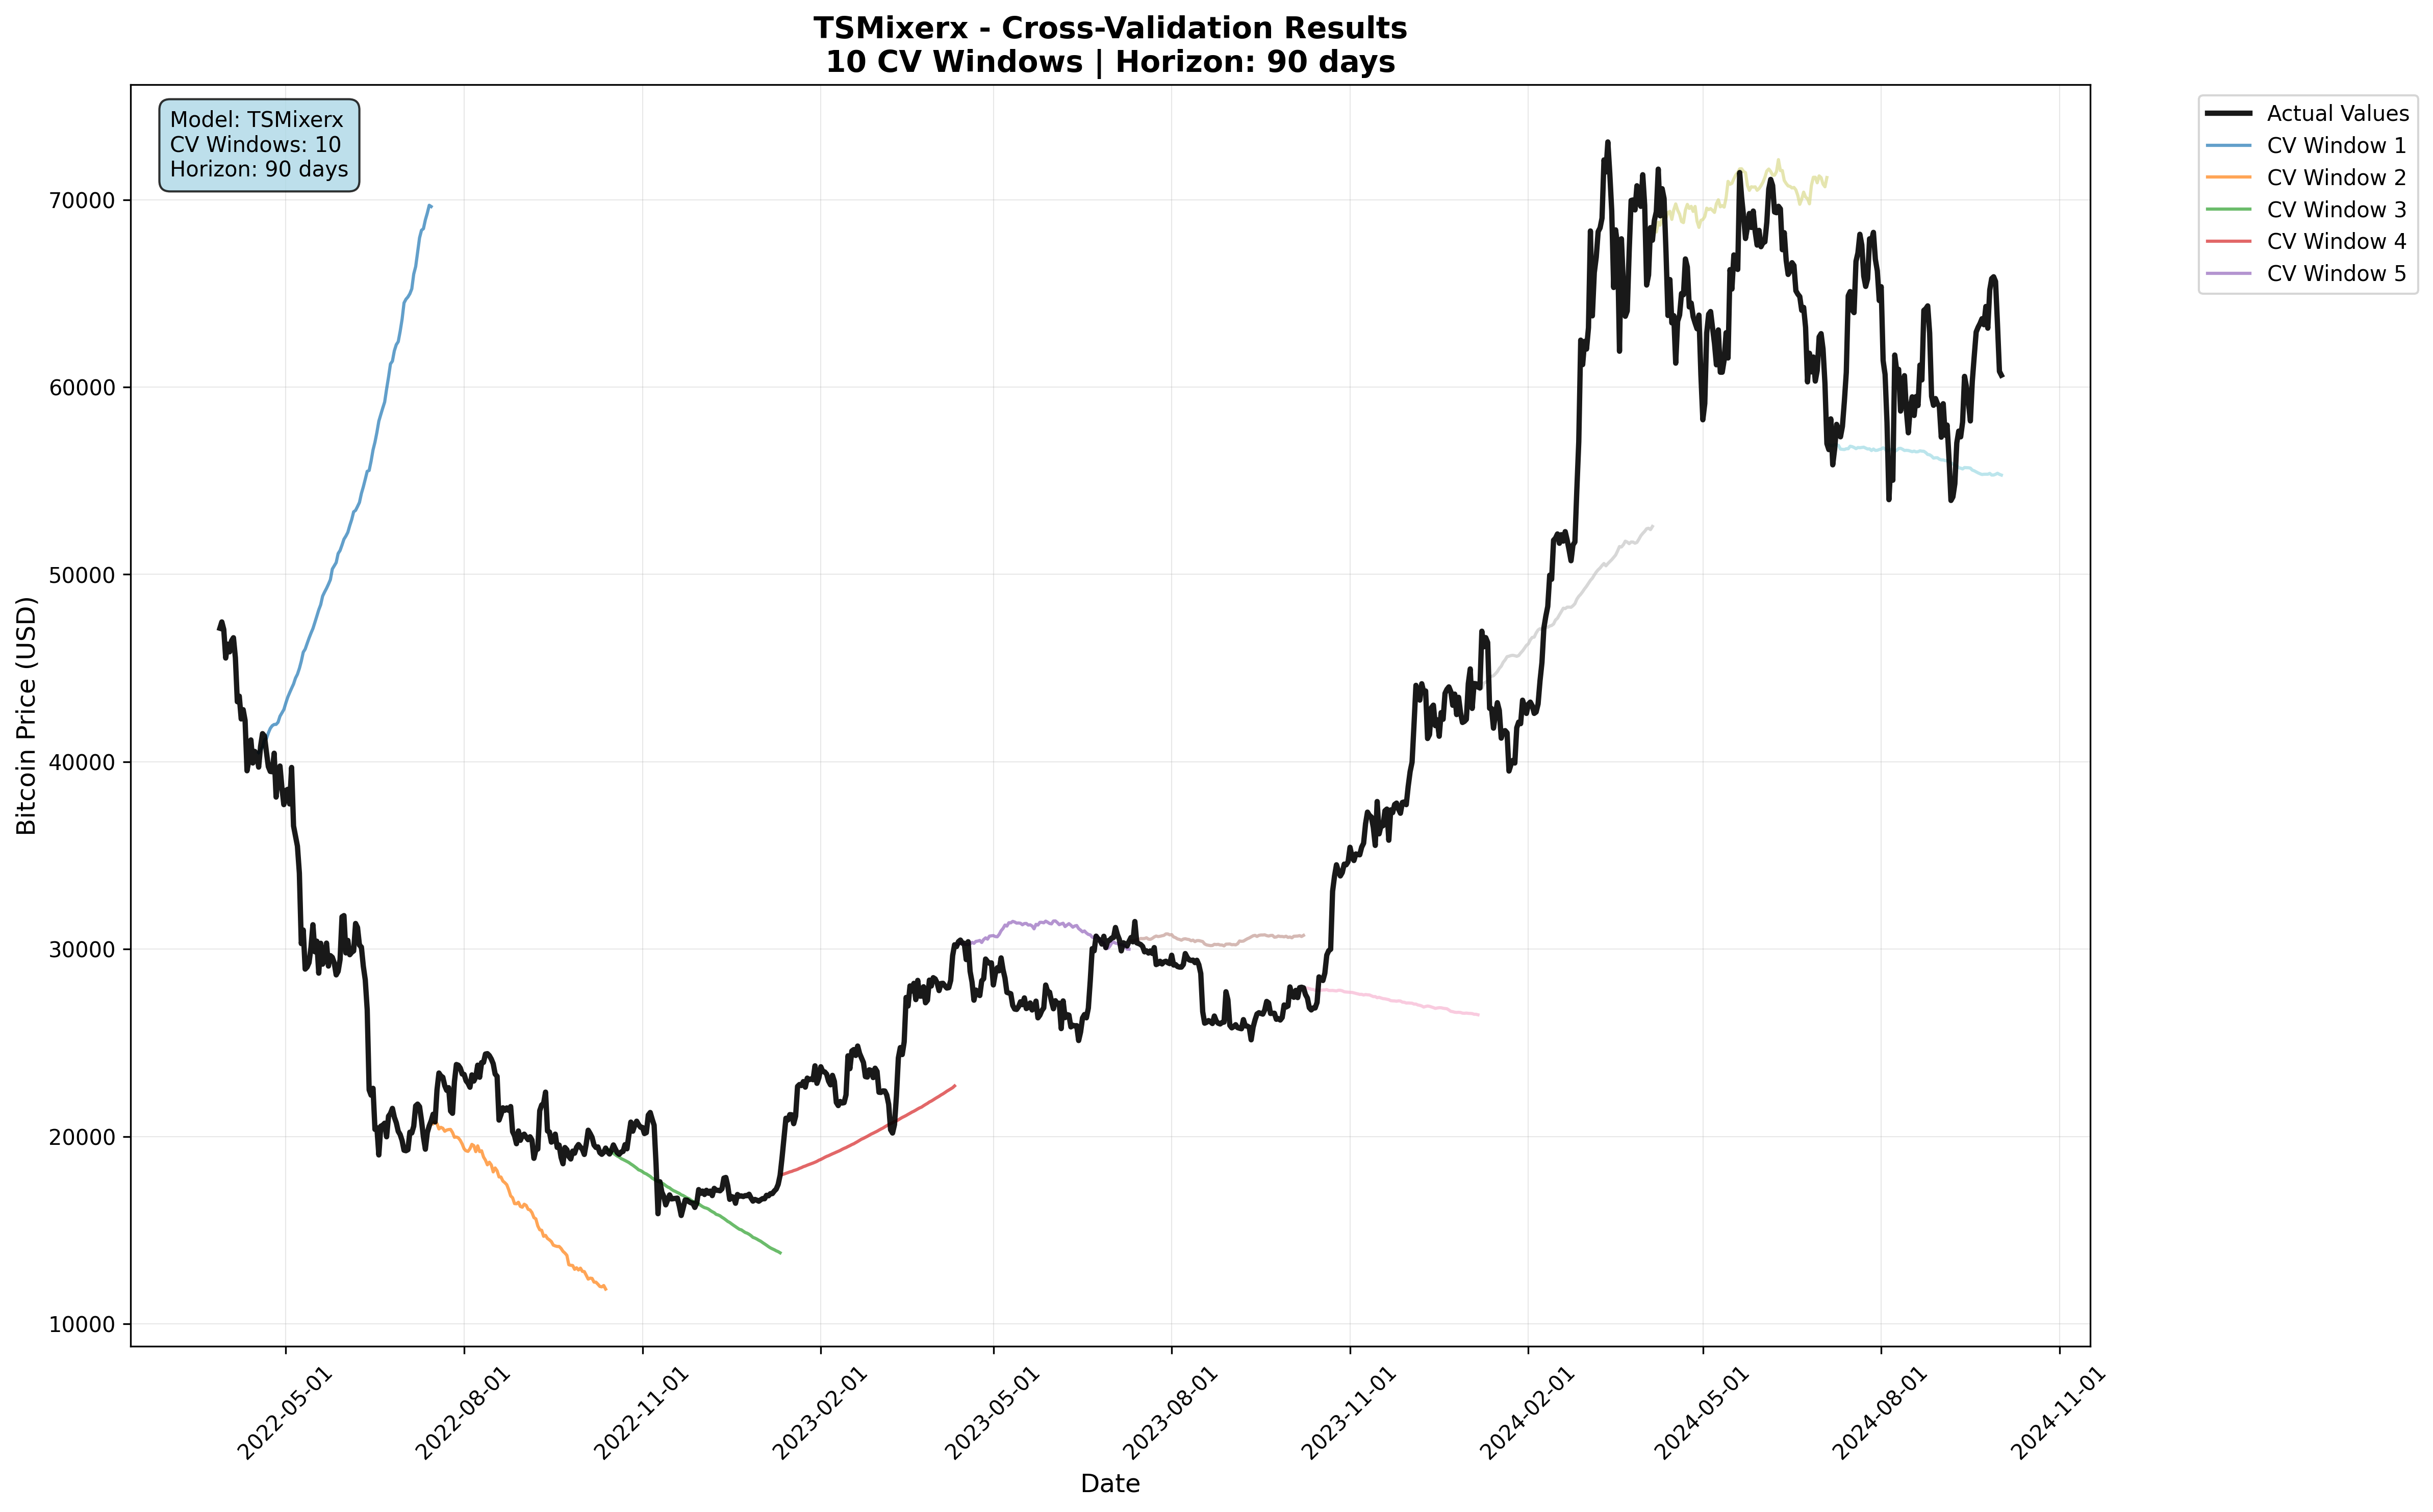 TSMixerx - Cross-Validation Results
10 CV Windows | Horizon: 90 days
Model: TSMixerx
CV Windows: 10
Horizon: 90 days
Actual Values
CV Window 1
CV Window 2
CV Window 3
CV Window 4
CV Window 5
Bitcoin Price (USD)
70000
60000
50000
40000
30000
20000
10000
2022-05-01
2022-08-01
2022-11-01
2023-02-01
2023-05-01
2023-08-01
2023-11-01
2024-02-01
2024-05-01
2024-08-01
2024-11-01
Date